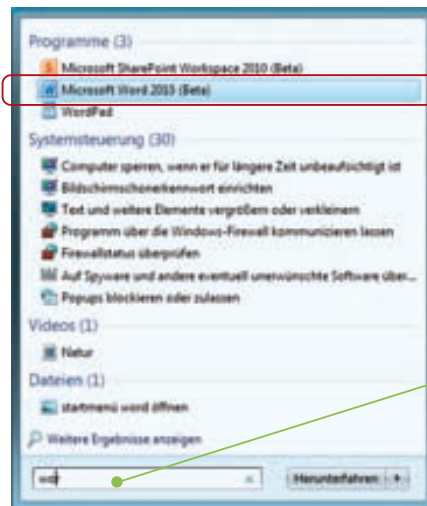 Programme (3)
Microsoft SharePoint Workspace 2010 (Beta)
Microsoft Word 2010 (Beta)
WordPad
Systemsteuerung (30)
Computer sperren, wenn er für längere Zeit unbeaufsichtigt ist
Bildschirmschonerkennwort einrichten
Text und weitere Elemente vergrößern oder verkleinern
Programm über die Windows-Firewall kommunizieren lassen
Firewallstatus überprüfen
Auf Spyware und andere eventuell unerwünschte Software über...
Popups blockieren oder zulassen
Videos (1)
Natur
Dateien (1)
startmenü word öffnen
Weitere Ergebnisse anzeigen
wor
Herunterfahren